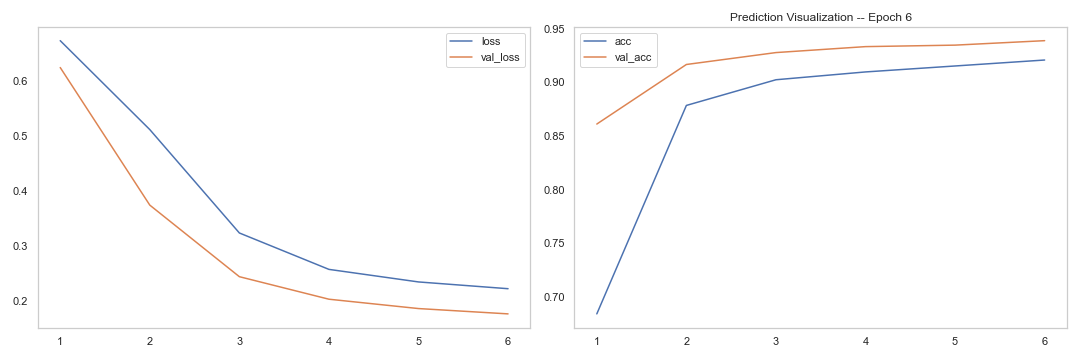 Prediction Visualization -- Epoch 6
loss
val_loss
0.6
0.5
0.4
0.3
0.2
1 2 3 4 5 6
acc
val_acc
0.95
0.90
0.85
0.80
0.75
0.70
1 2 3 4 5 6